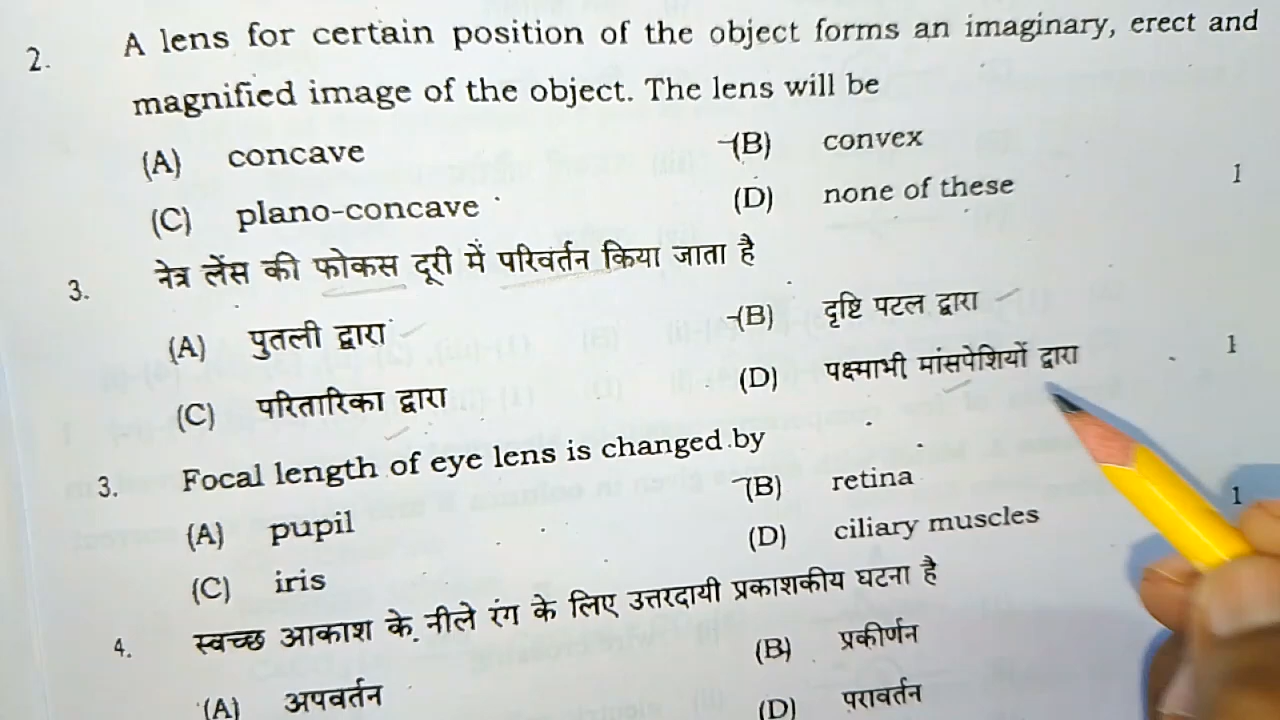 2. A lens for certain position of the object forms an imaginary, erect and
magnified image of the object. The lens will be
(A) concave (B) convex
(C) plano-concave (D) none of these 1
3. नेत्र लेंस की फोकस दूरी में परिवर्तन किया जाता है
(A) पुतली द्वारा (B) दृष्टि पटल द्वारा
(C) परितारिका द्वारा (D) पक्ष्माभी मांसपेशियों द्वारा 1
3. Focal length of eye lens is changed by
(A) pupil (B) retina
(C) iris (D) ciliary muscles 1
4. स्वच्छ आकाश के नीले रंग के लिए उत्तरदायी प्रकाशकीय घटना है
(A) अपवर्तन (B) प्रकीर्णन
(D) परावर्तन